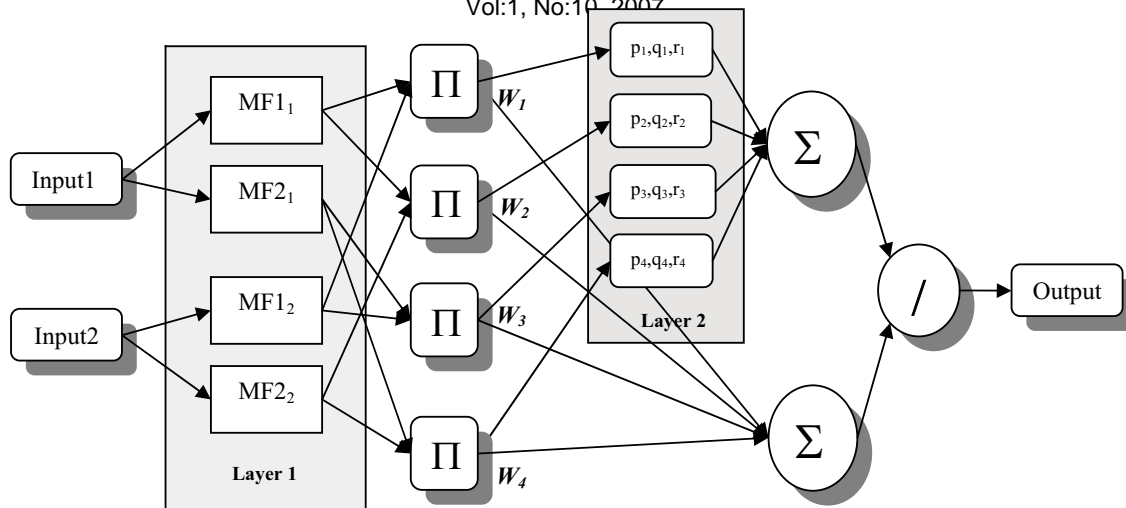 Vol:1, No:10, 2007
Input1
Input2
MF1₁
MF2₁
MF1₂
MF2₂
Layer 1
Π
Π
Π
Π
W₁
W₂
W₃
W₄
p₁,q₁,r₁
p₂,q₂,r₂
p₃,q₃,r₃
p₄,q₄,r₄
Layer 2
Σ
Σ
/
Output